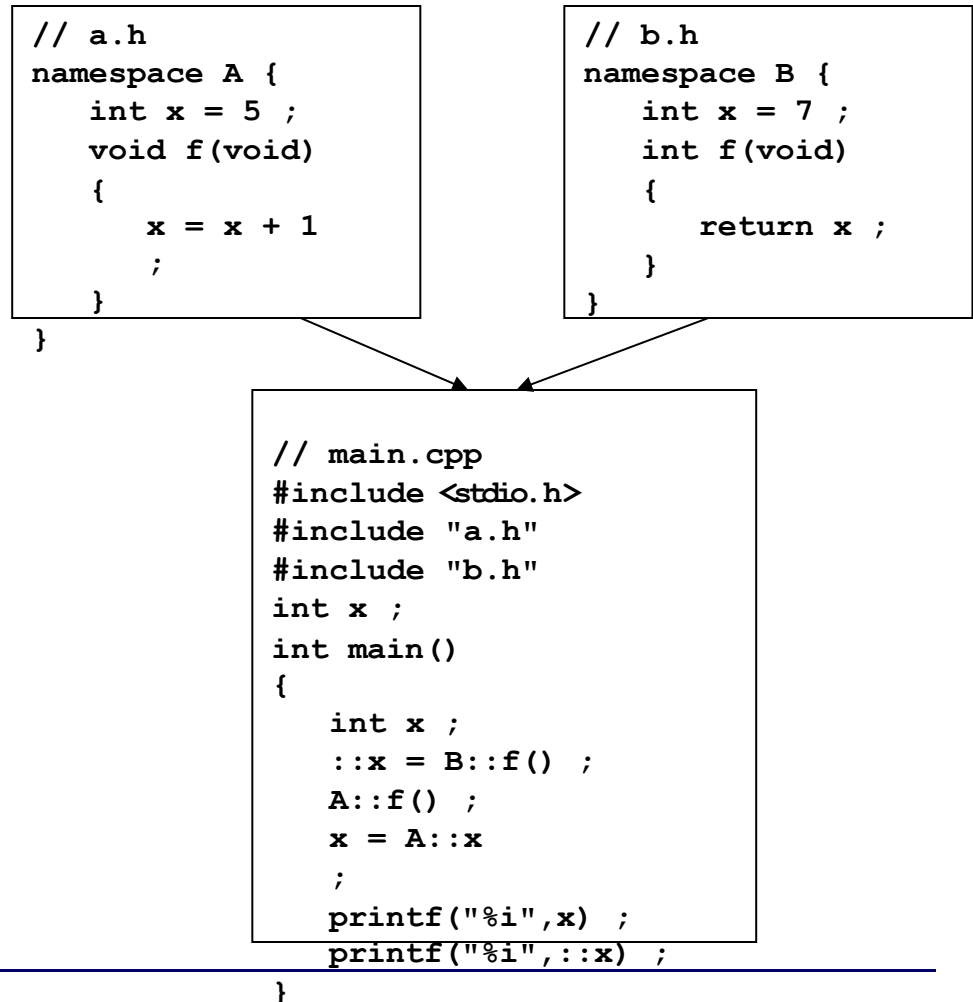 // a.h
namespace A {
int x = 5 ;
void f(void)
{
x = x + 1
;
}
}
// b.h
namespace B {
int x = 7 ;
int f(void)
{
return x ;
}
}
// main.cpp
#include <stdio.h>
#include "a.h"
#include "b.h"
int x ;
int main()
{
int x ;
::x = B::f() ;
A::f() ;
x = A::x
;
printf("%i",x) ;
printf("%i",::x) ;
}